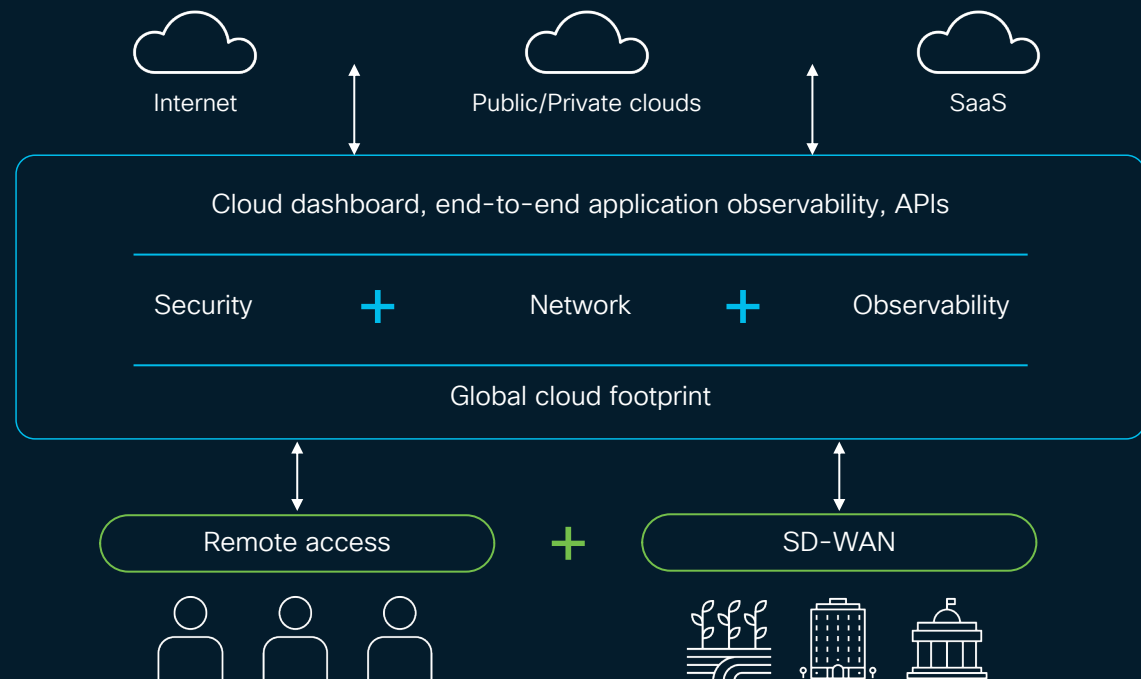 Internet
Public/Private clouds
SaaS
Cloud dashboard, end-to-end application observability, APIs
Security + Network + Observability
Global cloud footprint
Remote access + SD-WAN